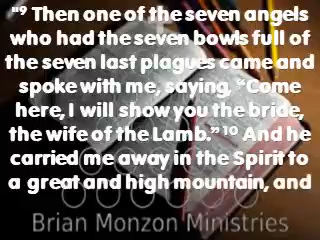 "⁹ Then one of the seven angels
who had the seven bowls full of
the seven last plagues came and
spoke with me, saying, “Come
here, I will show you the bride,
the wife of the Lamb.” ¹⁰ And he
carried me away in the Spirit to
a great and high mountain, and
Brian Monzon Ministries